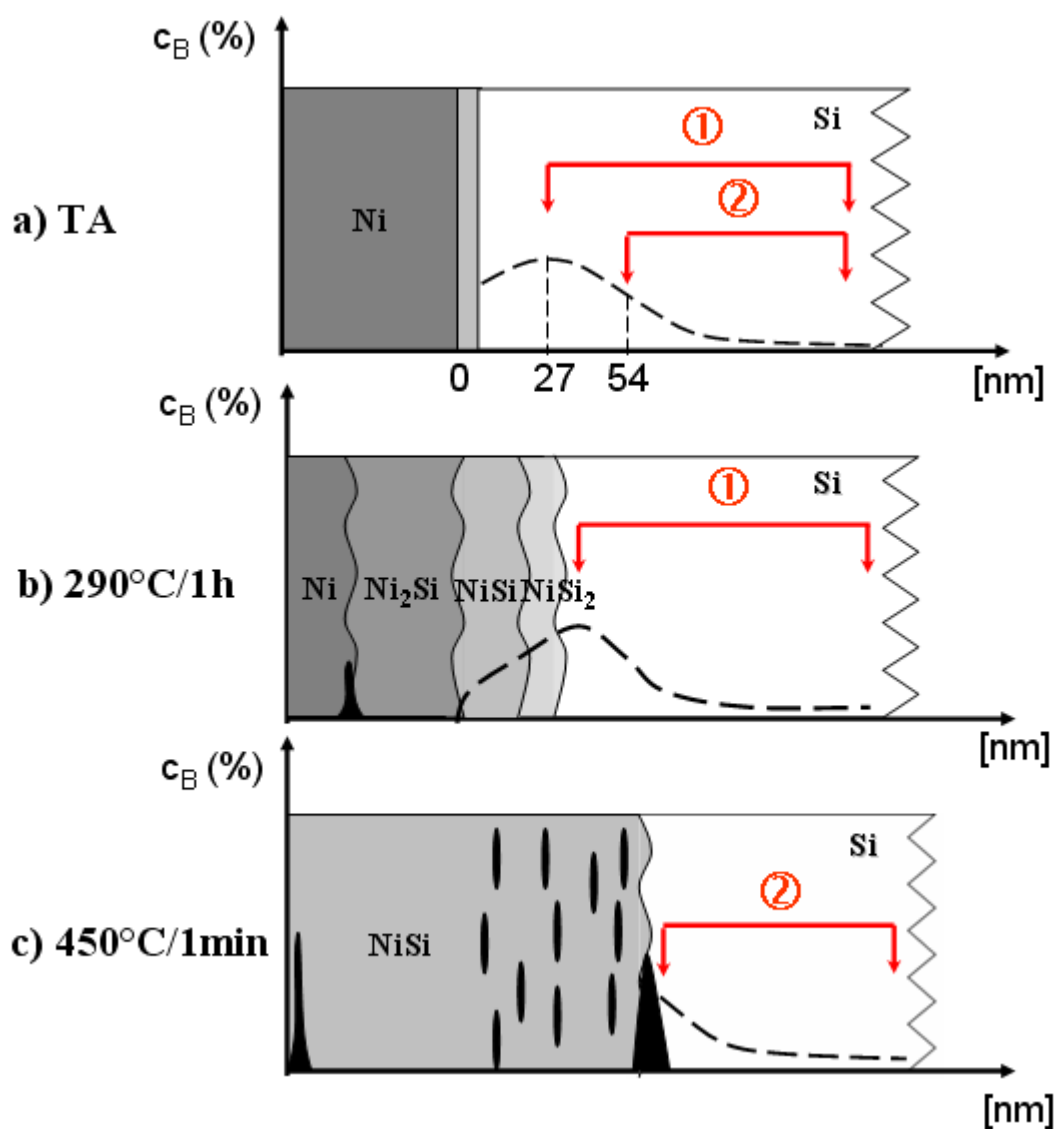 c_B (%)
Si
①
②
Ni
a) TA
0 27 54
[nm]
c_B (%)
Si
①
b) 290°C/1h
Ni Ni₂Si NiSi NiSi₂
[nm]
c_B (%)
Si
②
c) 450°C/1min
NiSi
[nm]